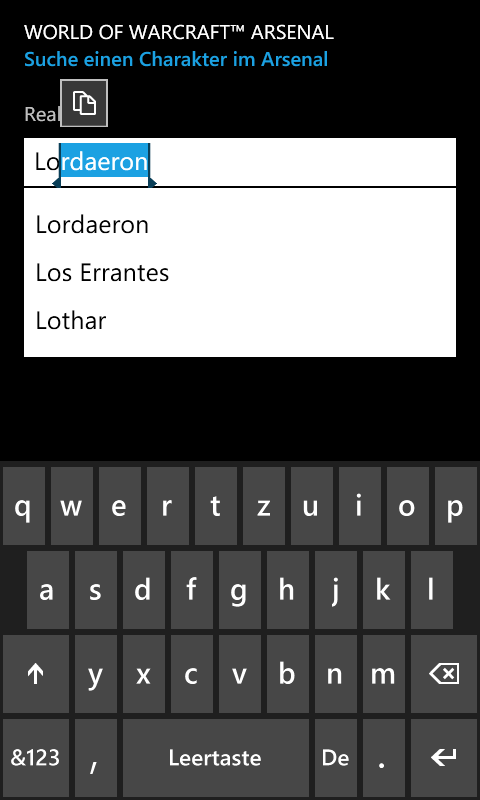 WORLD OF WARCRAFT™ ARSENAL
Suche einen Charakter im Arsenal
Real
Lordaeron
Lordaeron
Los Errantes
Lothar
q w e r t z u i o p
a s d f g h j k l
y x c v b n m
&123 , Leertaste De .